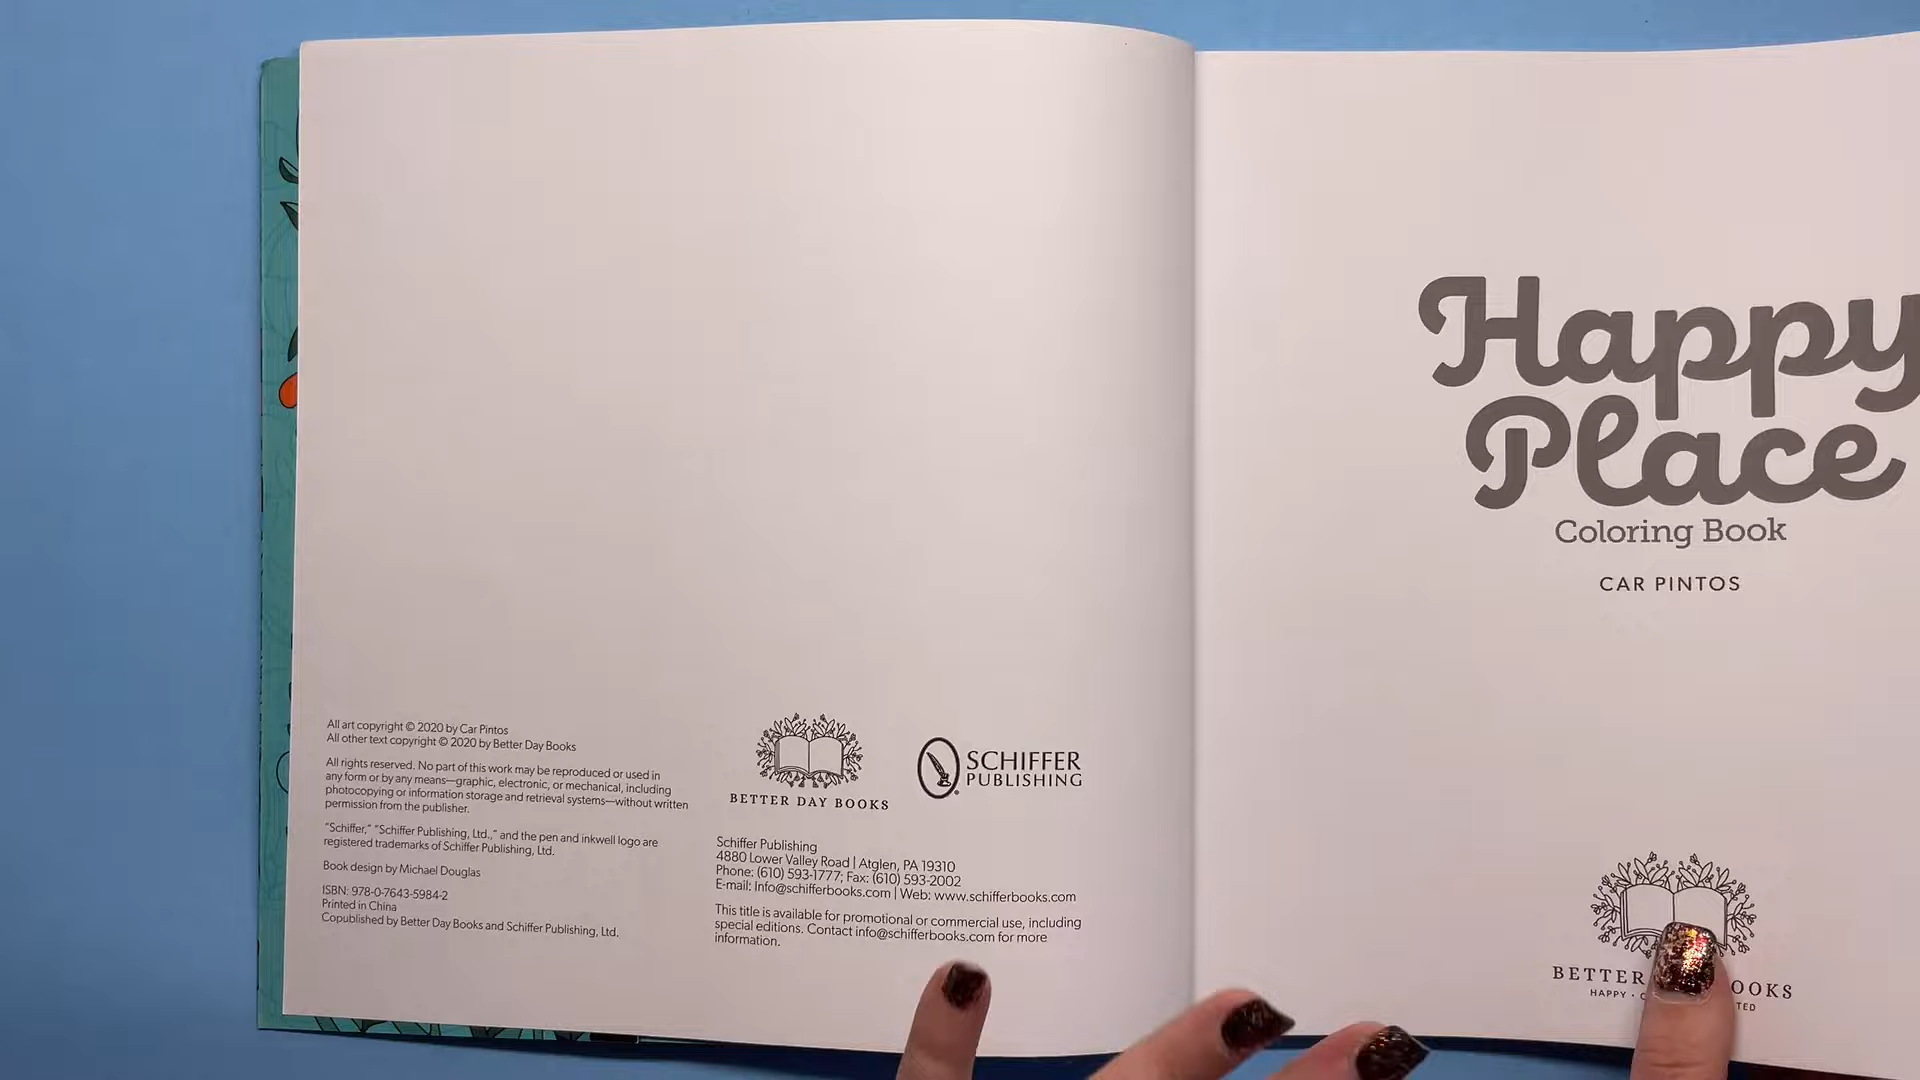 All art copyright © 2020 by Car Pintos
All other text copyright © 2020 by Better Day Books
All rights reserved. No part of this work may be reproduced or used in
any form or by any means—graphic, electronic, or mechanical, including
photocopying or information storage and retrieval systems—without written
permission from the publisher.
"Schiffer," "Schiffer Publishing, Ltd.," and the pen and inkwell logo are
registered trademarks of Schiffer Publishing, Ltd.
Book design by Michael Douglas
ISBN: 978-0-7643-5984-2
Printed in China
Copublished by Better Day Books and Schiffer Publishing, Ltd.
BETTER DAY BOOKS
SCHIFFER
PUBLISHING
Schiffer Publishing
4880 Lower Valley Road | Atglen, PA 19310
Phone: (610) 593-1777; Fax: (610) 593-2002
E-mail: Info@schifferbooks.com | Web: www.schifferbooks.com
This title is available for promotional or commercial use, including
special editions. Contact info@schifferbooks.com for more
information.
Happy
Place
Coloring Book
CAR PINTOS
BETTER
HAPPY ·